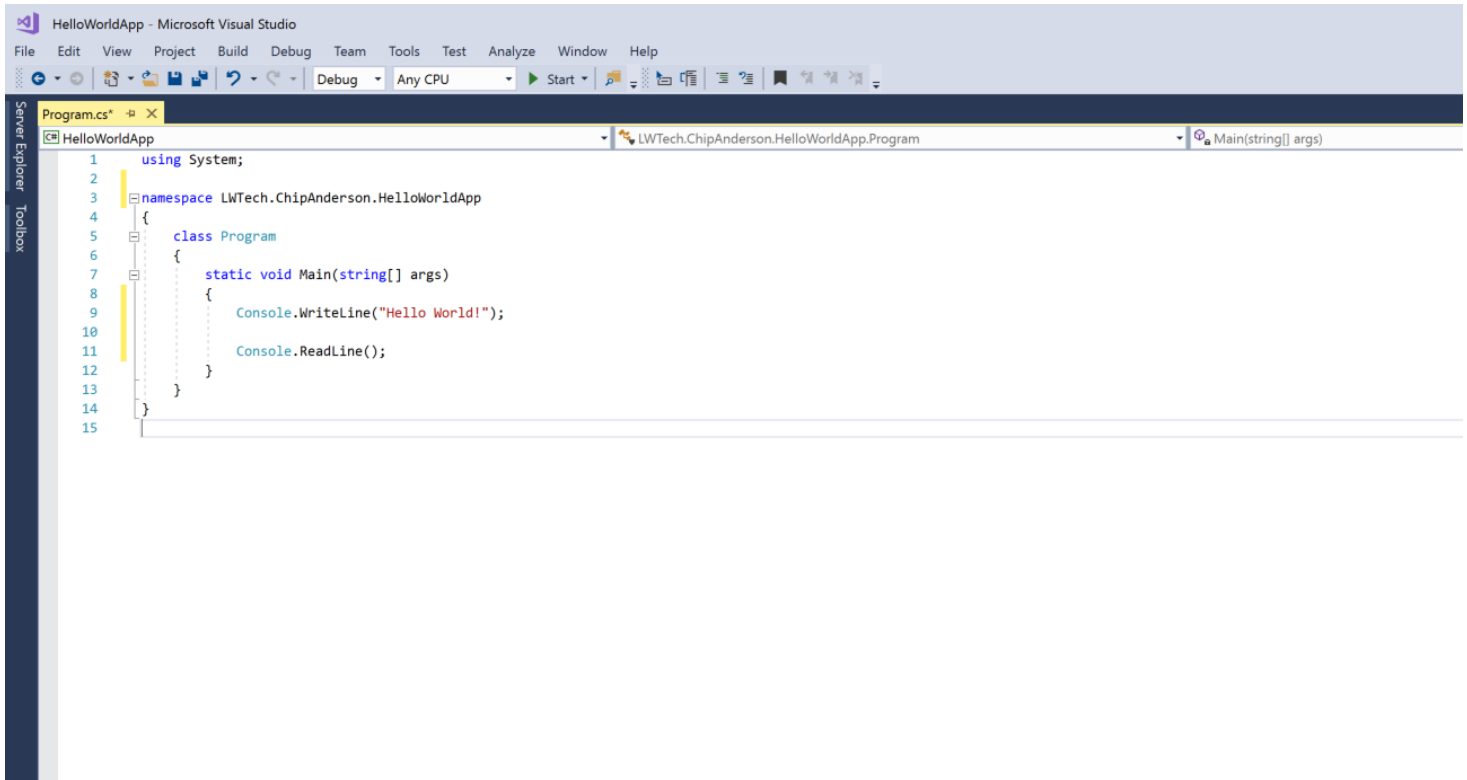 HelloWorldApp - Microsoft Visual Studio
File Edit View Project Build Debug Team Tools Test Analyze Window Help
Debug Any CPU Start
Server Explorer
Toolbox
Program.cs*
C# HelloWorldApp LWTech.ChipAnderson.HelloWorldApp.Program Main(string[] args)
1 using System;
2
3 namespace LWTech.ChipAnderson.HelloWorldApp
4 {
5 class Program
6 {
7 static void Main(string[] args)
8 {
9 Console.WriteLine("Hello World!");
10
11 Console.ReadLine();
12 }
13 }
14 }
15